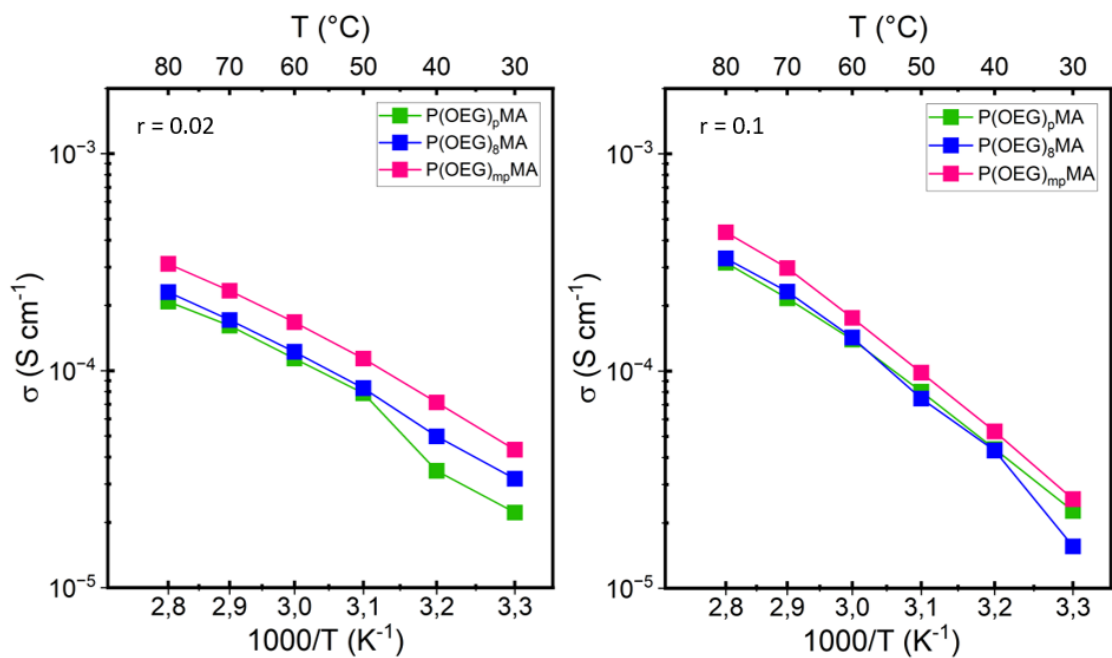 T (°C)
80 70 60 50 40 30
r = 0.02
P(OEG)ₚMA
P(OEG)₈MA
P(OEG)ₘₚMA
10⁻³
10⁻⁴
10⁻⁵
σ (S cm⁻¹)
2,8 2,9 3,0 3,1 3,2 3,3
1000/T (K⁻¹)
T (°C)
80 70 60 50 40 30
r = 0.1
P(OEG)ₚMA
P(OEG)₈MA
P(OEG)ₘₚMA
10⁻³
10⁻⁴
10⁻⁵
σ (S cm⁻¹)
2,8 2,9 3,0 3,1 3,2 3,3
1000/T (K⁻¹)